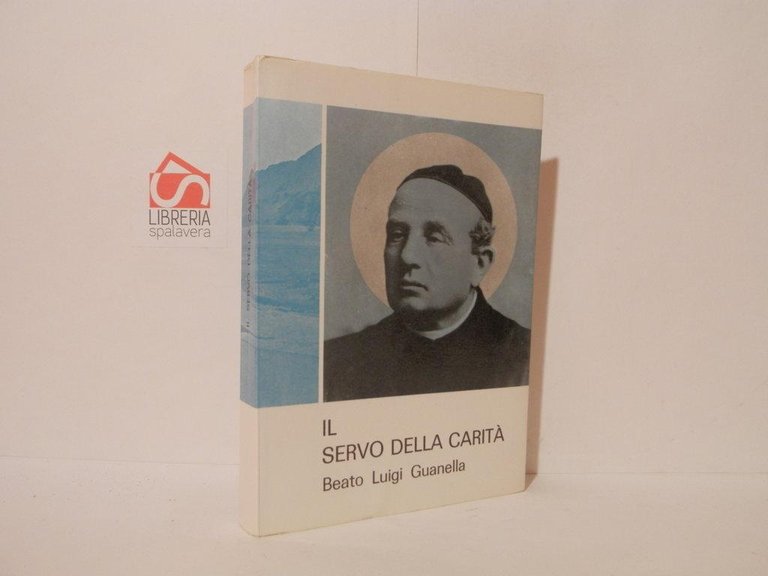 LIBRERIA
spalavera
IL SERVO DELLA CARITÀ
IL
SERVO DELLA CARITÀ
Beato Luigi Guanella